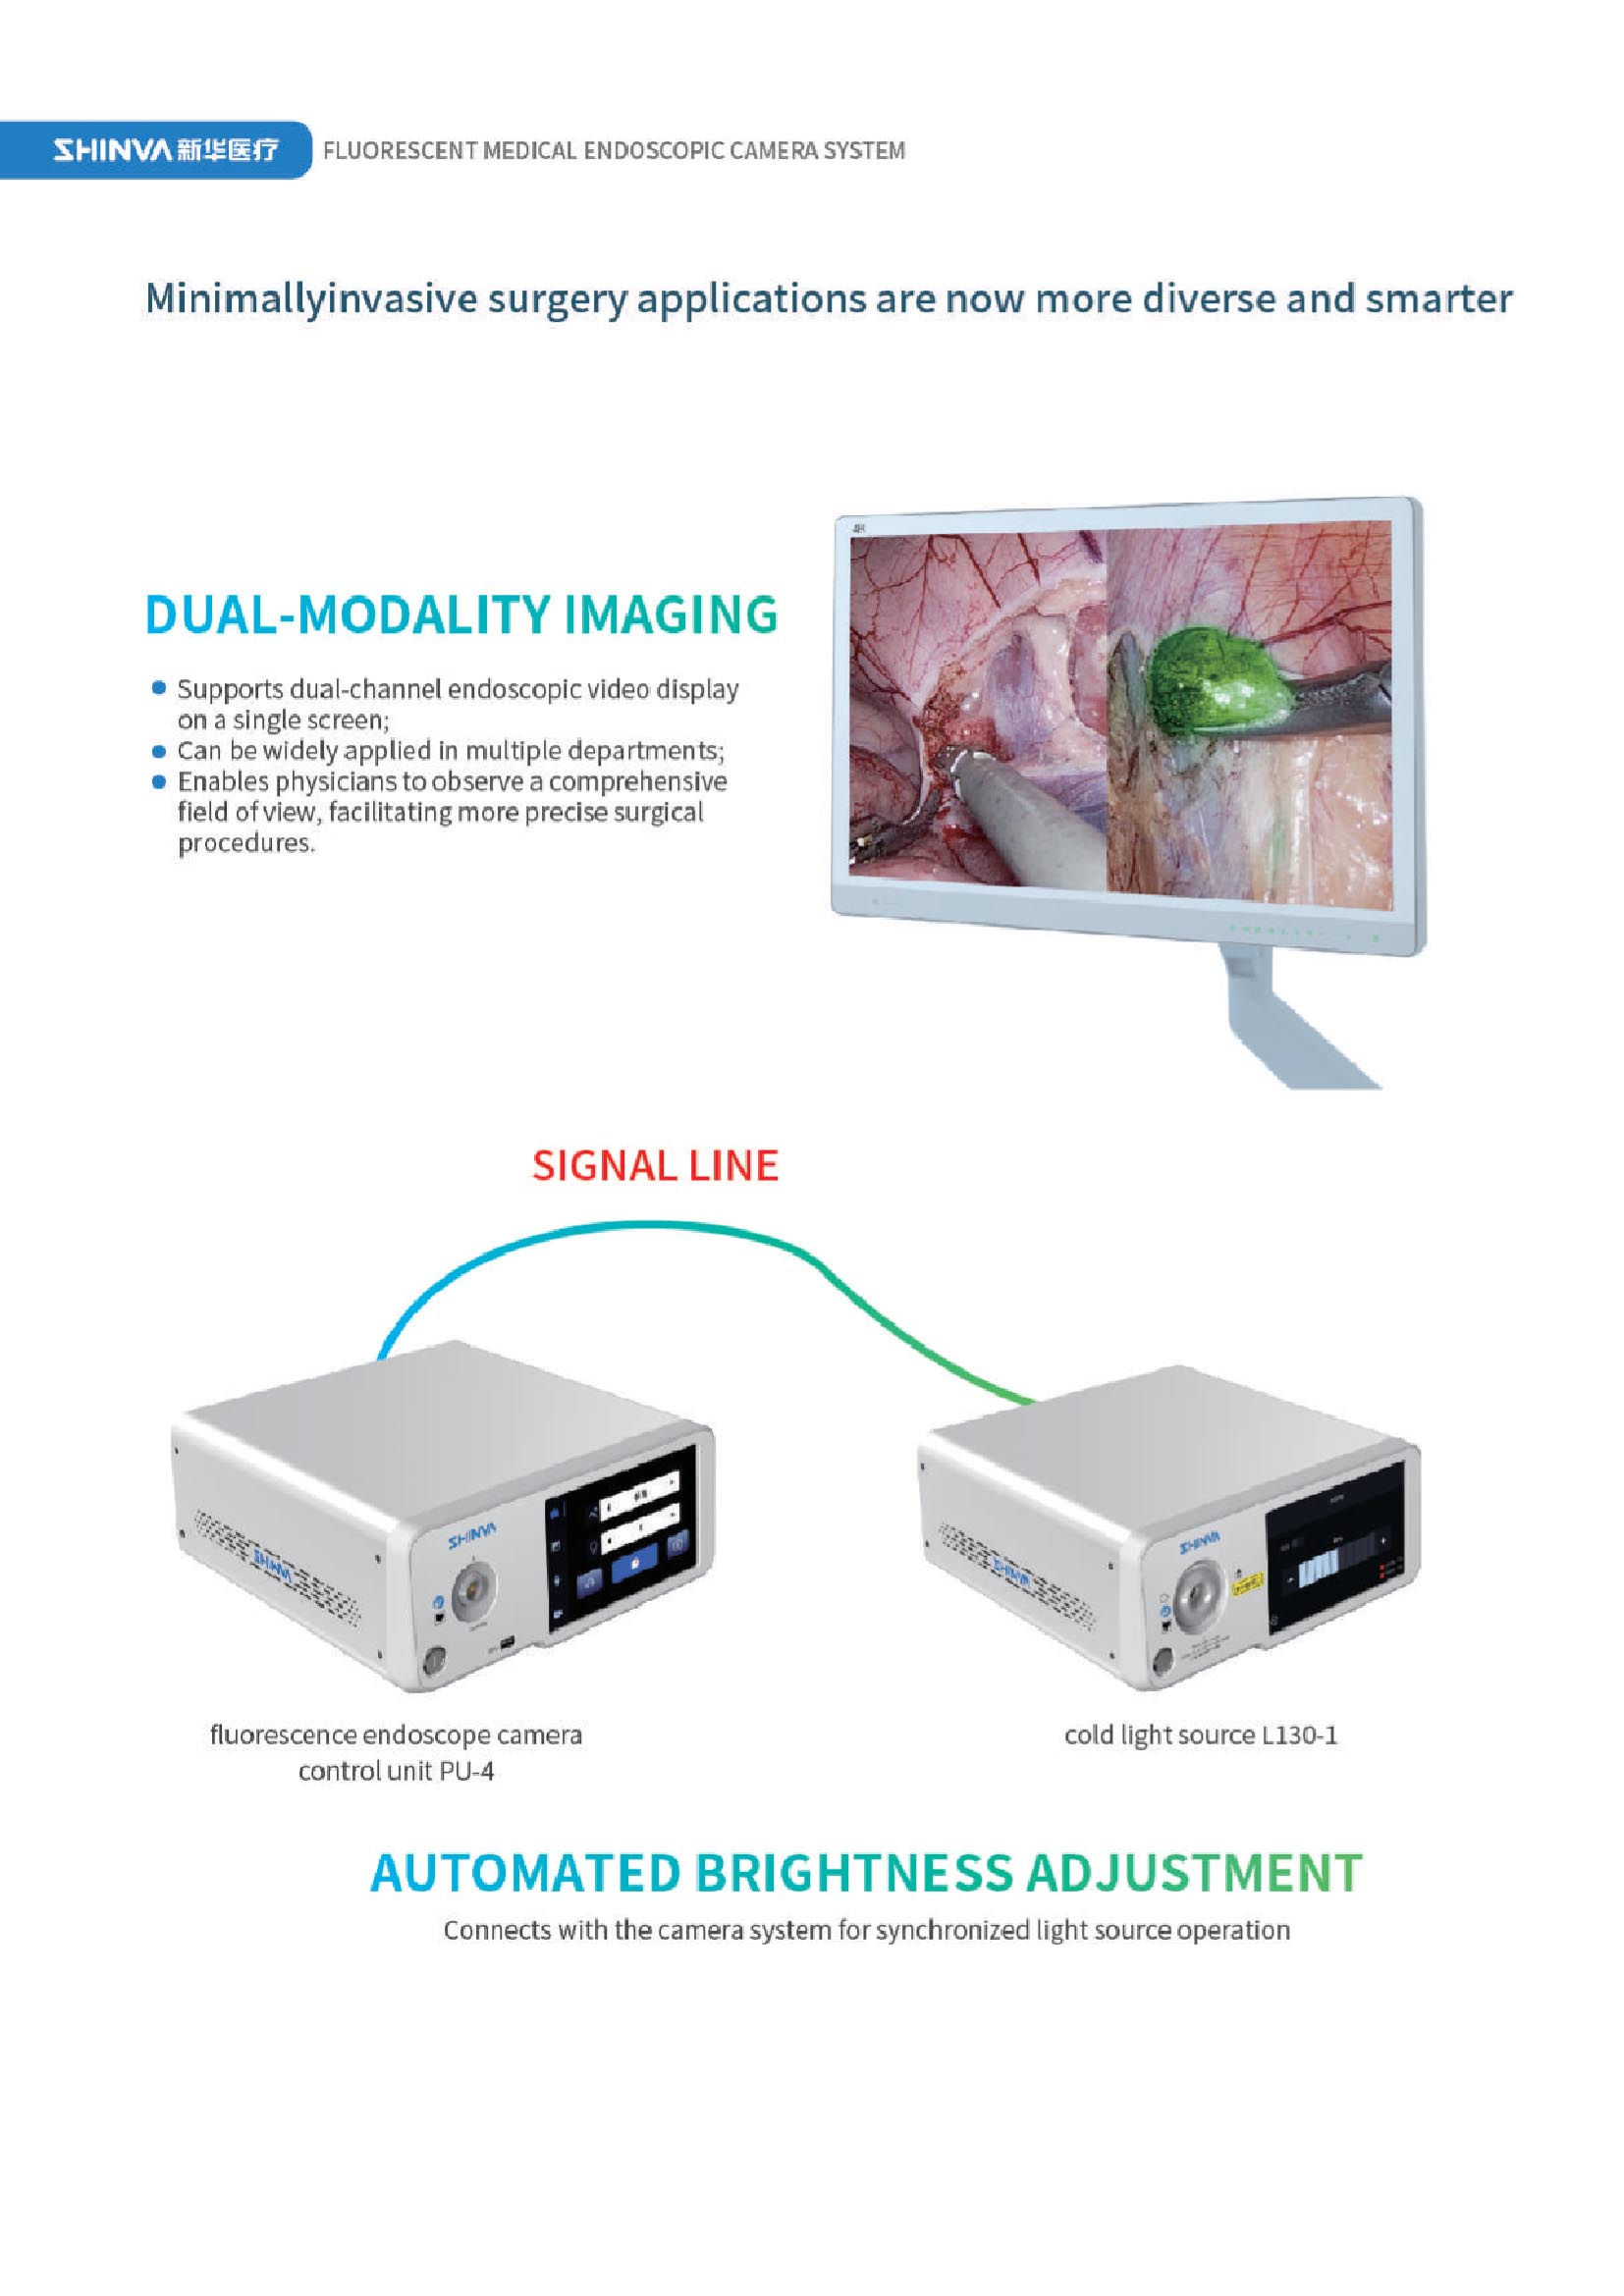 SHINVA 新华医疗 FLUORESCENT MEDICAL ENDOSCOPIC CAMERA SYSTEM
Minimallyinvasive surgery applications are now more diverse and smarter
4K
DUAL-MODALITY IMAGING
Supports dual-channel endoscopic video display
on a single screen;
Can be widely applied in multiple departments;
Enables physicians to observe a comprehensive
field of view, facilitating more precise surgical
procedures.
SIGNAL LINE
SHINVA
SHINVA
SHINVA
SHINVA
fluorescence endoscope camera
control unit PU-4
cold light source L130-1
AUTOMATED BRIGHTNESS ADJUSTMENT
Connects with the camera system for synchronized light source operation